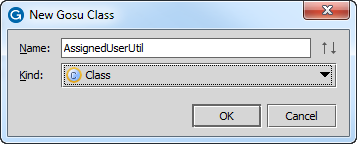 New Gosu Class
Name: AssignedUserUtil
Kind: Class
OK Cancel